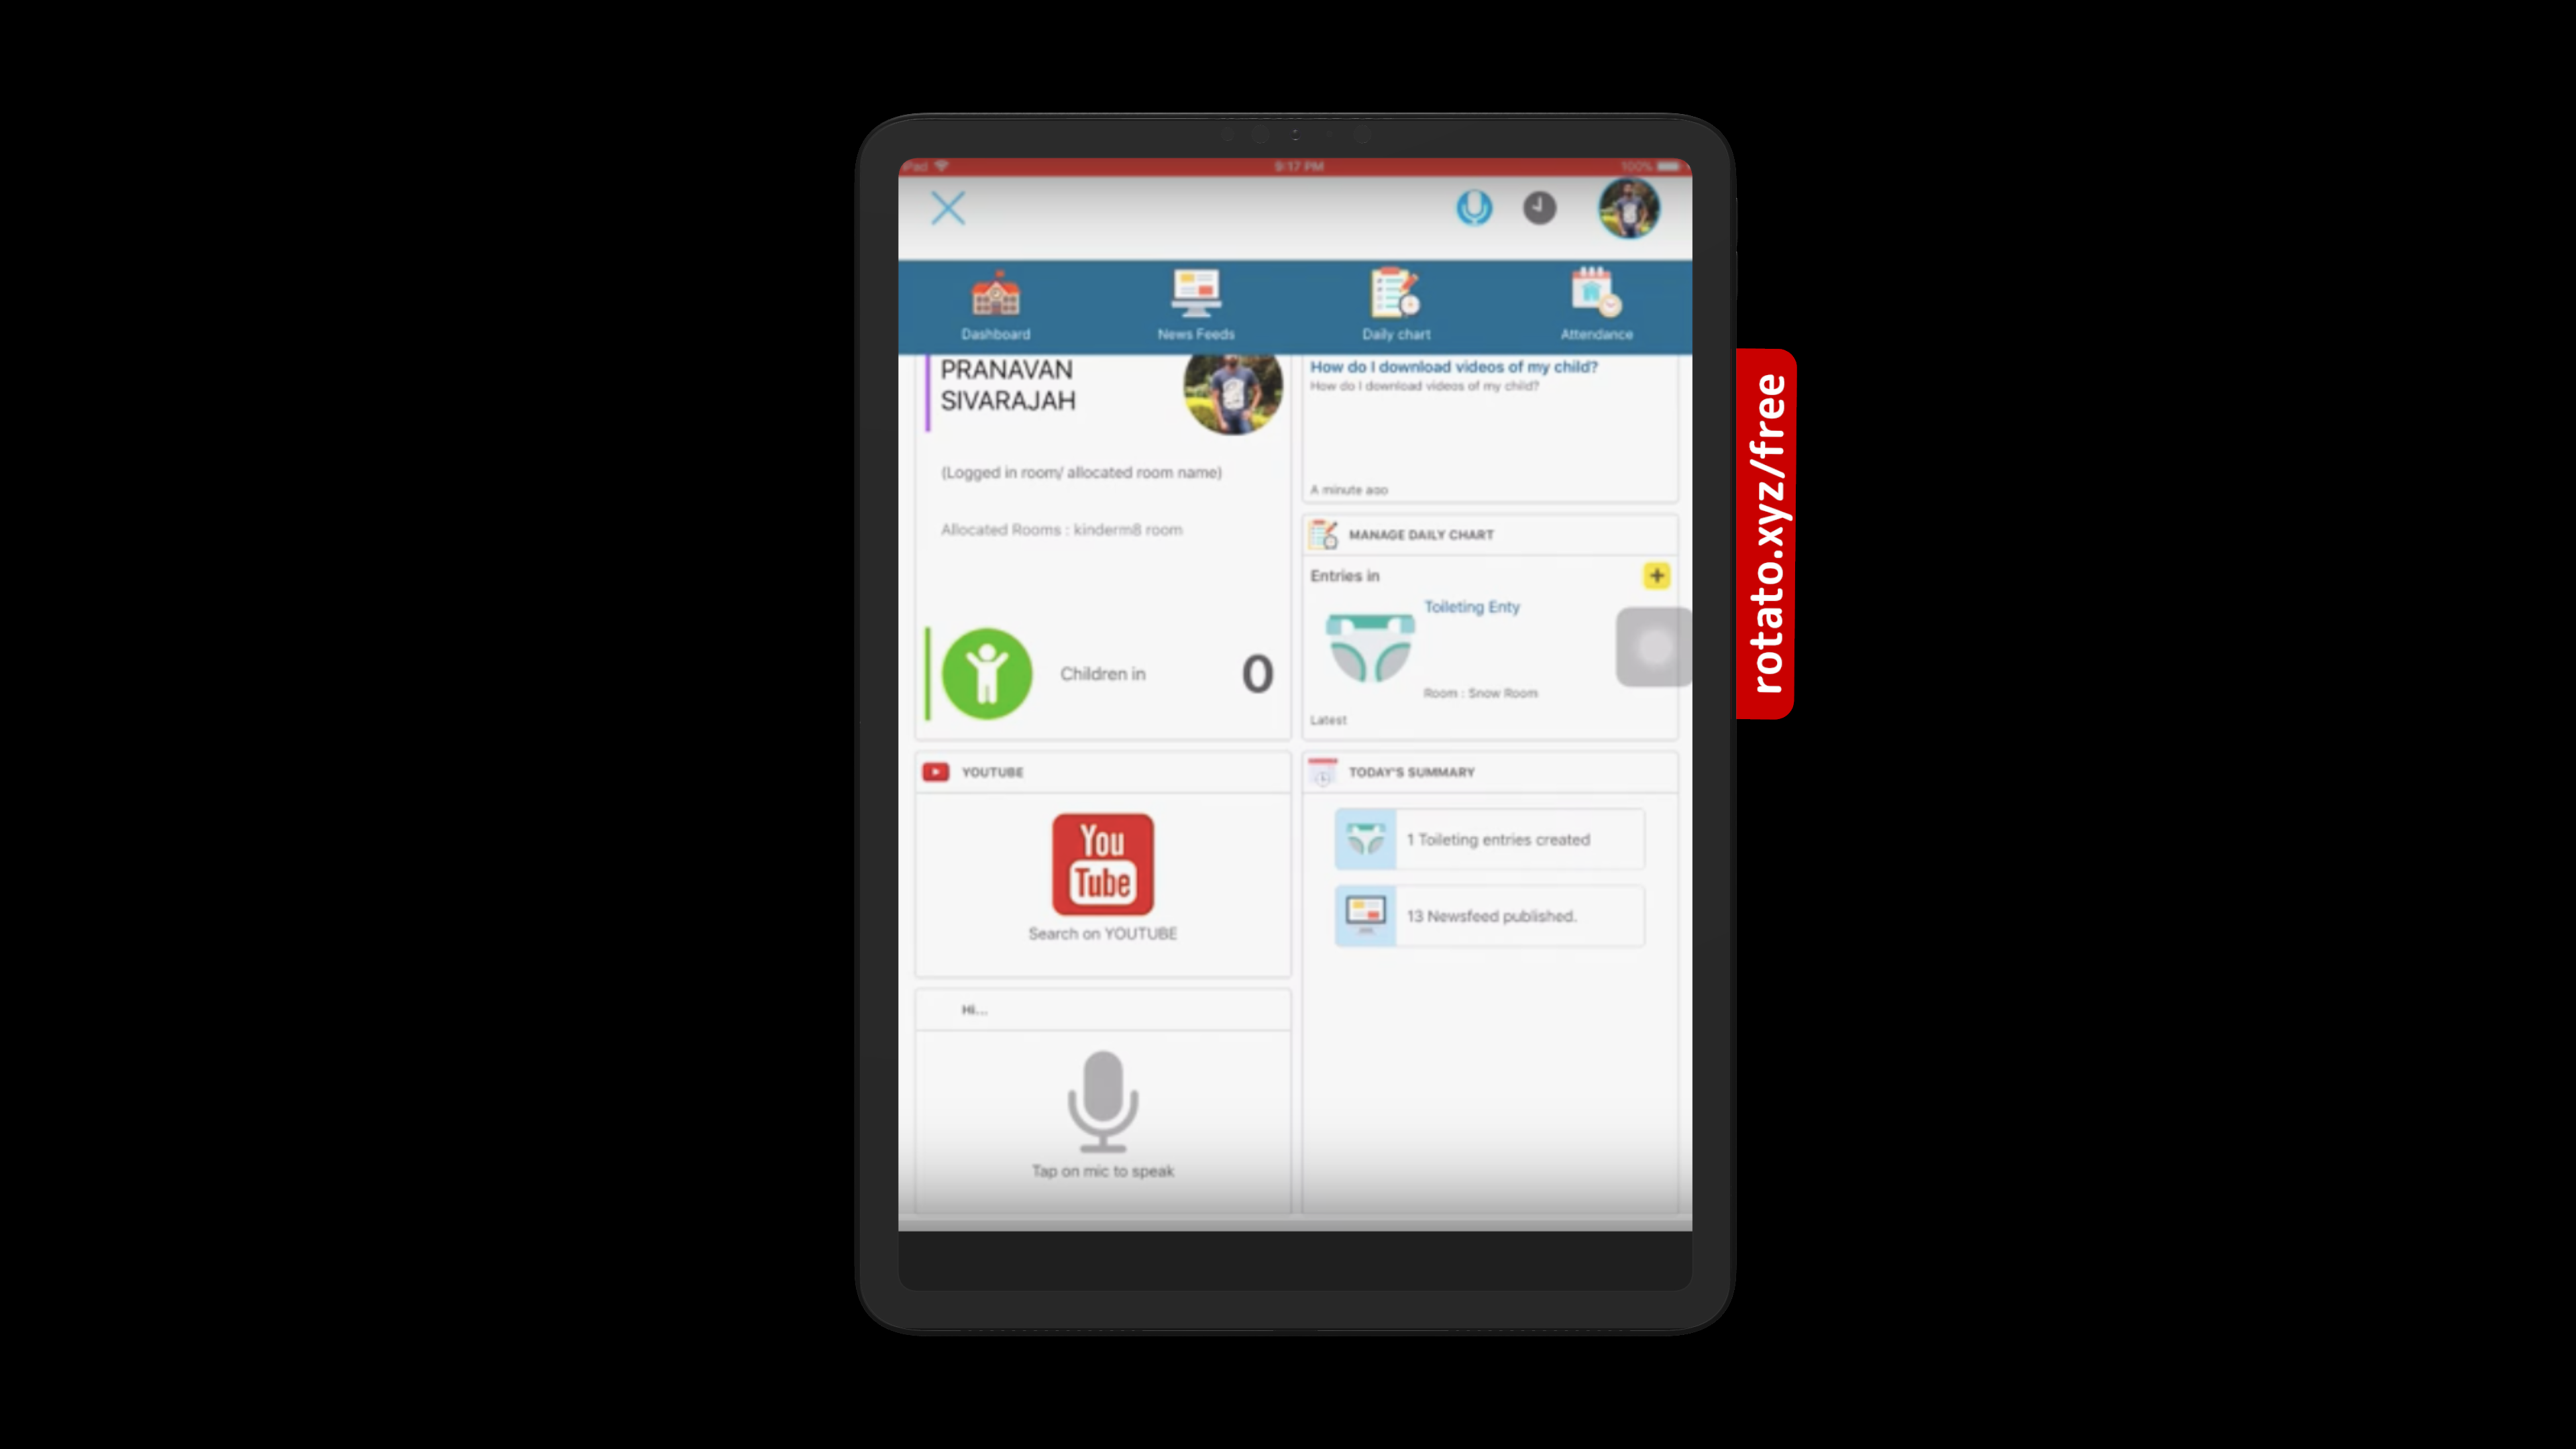 iPad
9:17 PM
100%
Dashboard
News Feeds
Daily chart
Attendance
PRANAVAN
SIVARAJAH
(Logged in room/ allocated room name)
Allocated Rooms : kinderm8 room
Children in
0
How do I download videos of my child?
How do I download videos of my child?
A minute ago
MANAGE DAILY CHART
Entries in
+
Toileting Enty
Room : Snow Room
Latest
YOUTUBE
You
Tube
Search on YOUTUBE
TODAY'S SUMMARY
1 Toileting entries created
13 Newsfeed published.
Hi...
Tap on mic to speak
rotato.xyz/free